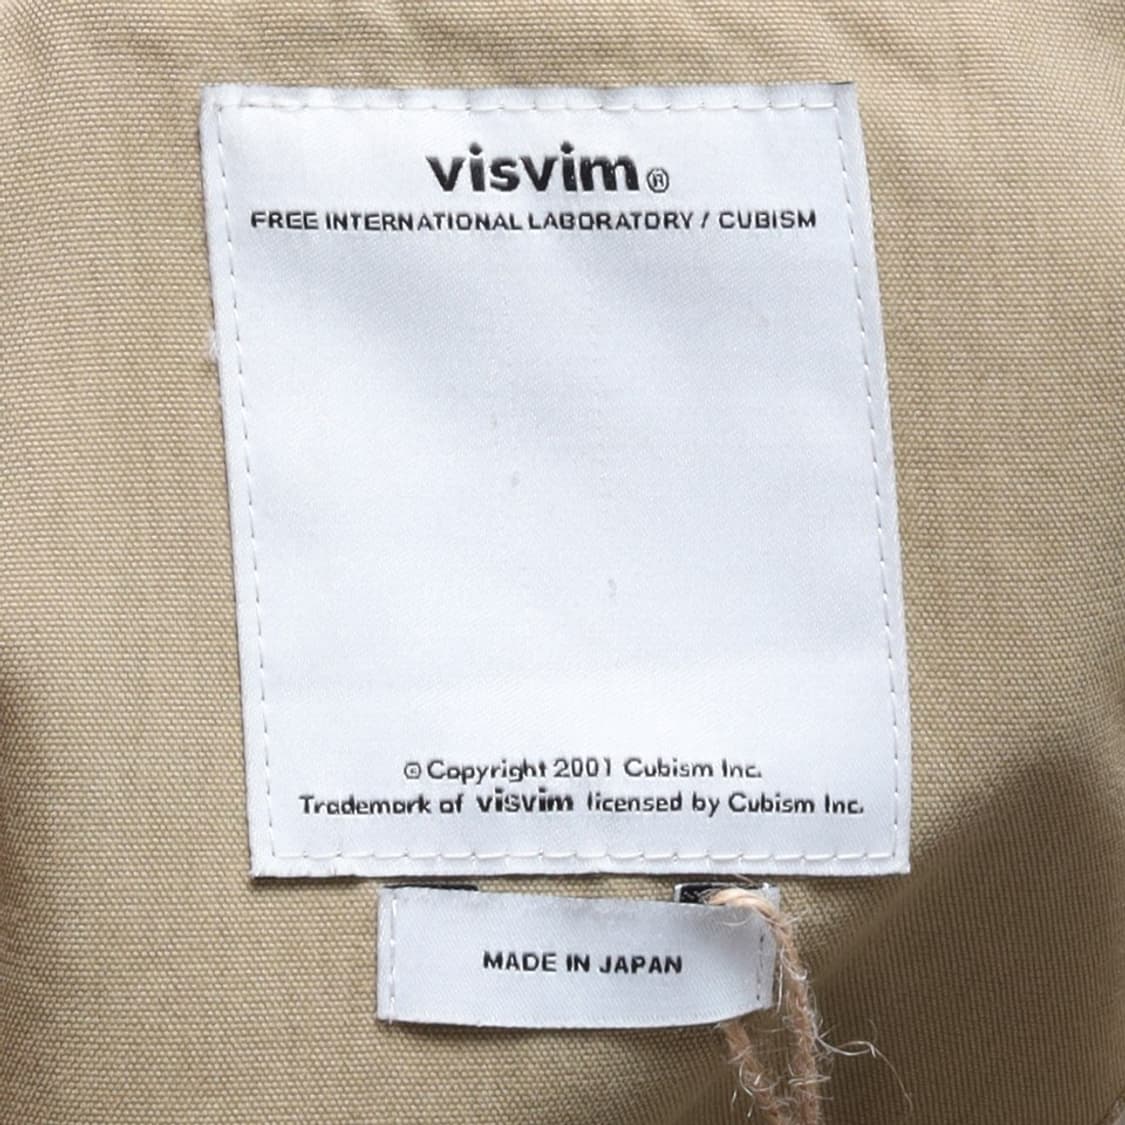 visvim®
FREE INTERNATIONAL LABORATORY / CUBISM
© Copyright 2001 Cubism Inc.
Trademark of visvim licensed by Cubism Inc.
MADE IN JAPAN